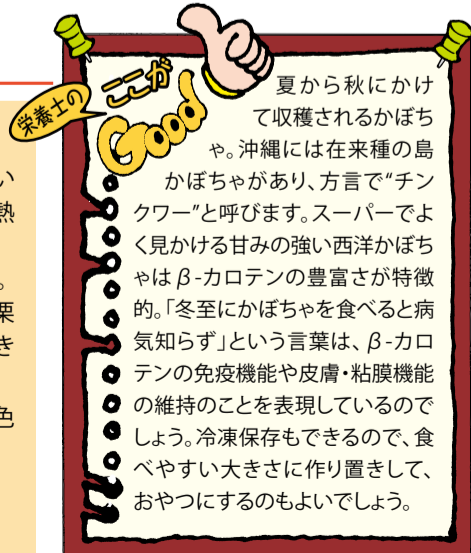 栄養士の
ここが
Good
夏から秋にかけ
て収穫されるかぼち
ゃ。沖縄には在来種の島
かぼちゃがあり、方言で“チン
クワー”と呼びます。スーパーでよ
く見かける甘みの強い西洋かぼち
ゃはβ-カロテンの豊富さが特徴
的。「冬至にかぼちゃを食べると病
気知らず」という言葉は、β-カロ
テンの免疫機能や皮膚・粘膜機能
の維持のことを表現しているので
しょう。冷凍保存もできるので、食
べやすい大きさに作り置きして、
おやつにするのもよいでしょう。
い
熱
。
栗
き
色